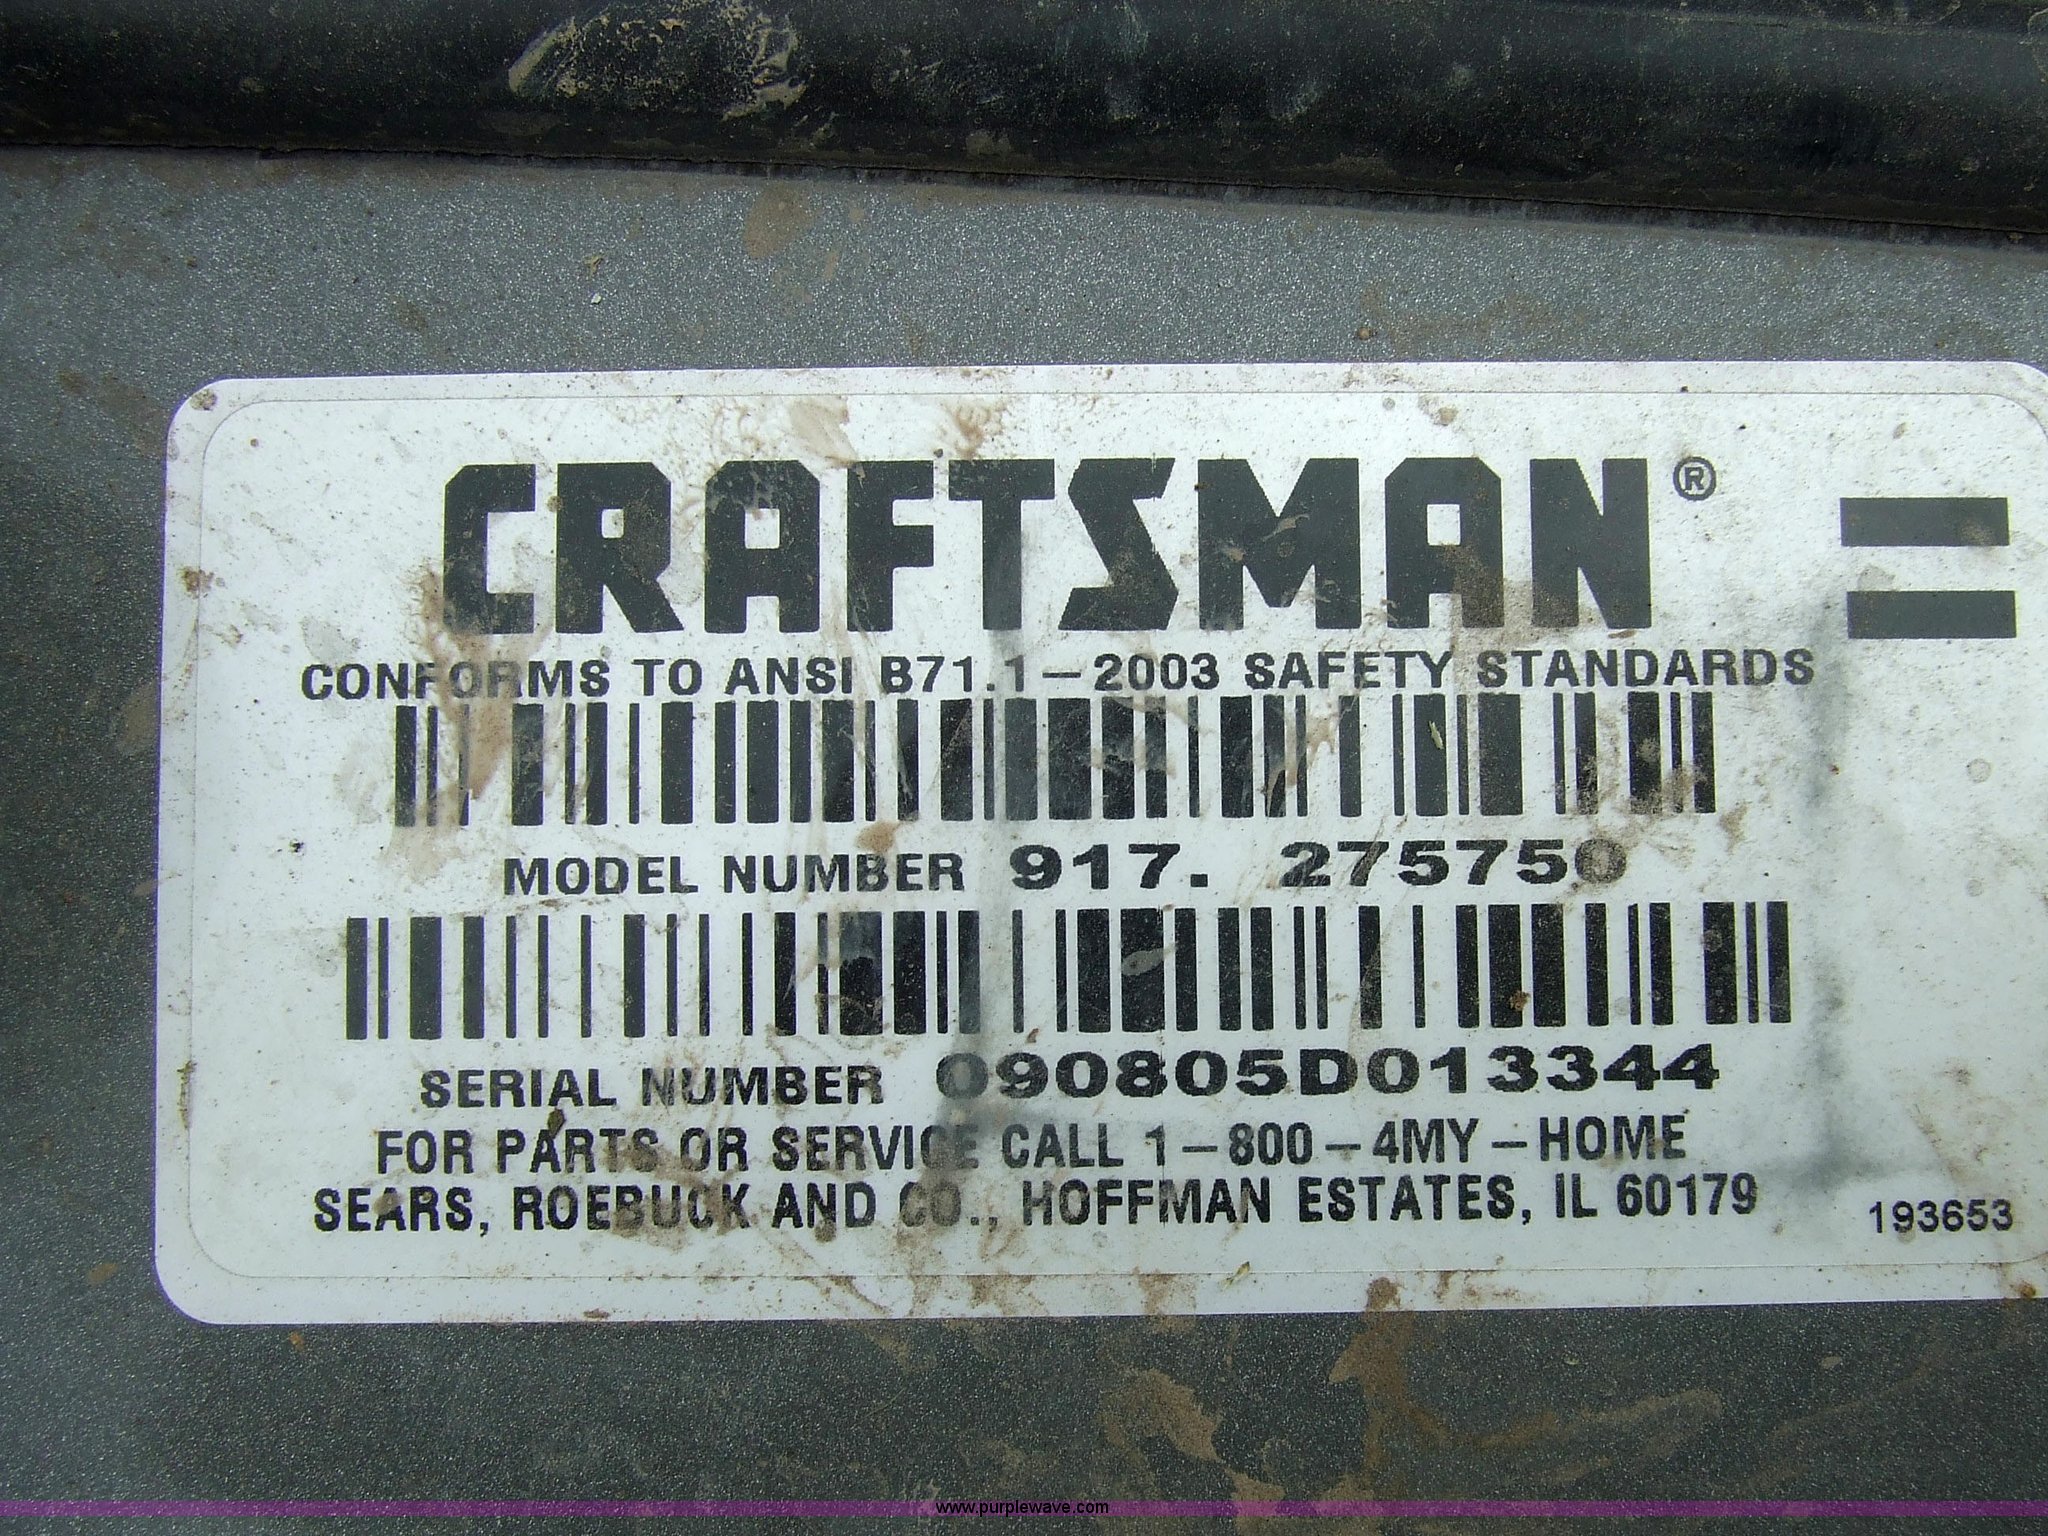 CRAFTSMAN®
CONFORMS TO ANSI B71.1-2003 SAFETY STANDARDS
MODEL NUMBER 917. 275750
SERIAL NUMBER 090805D013344
FOR PARTS OR SERVICE CALL 1-800-4MY-HOME
SEARS, ROEBUCK AND CO., HOFFMAN ESTATES, IL 60179
193653
www.purplewave.com